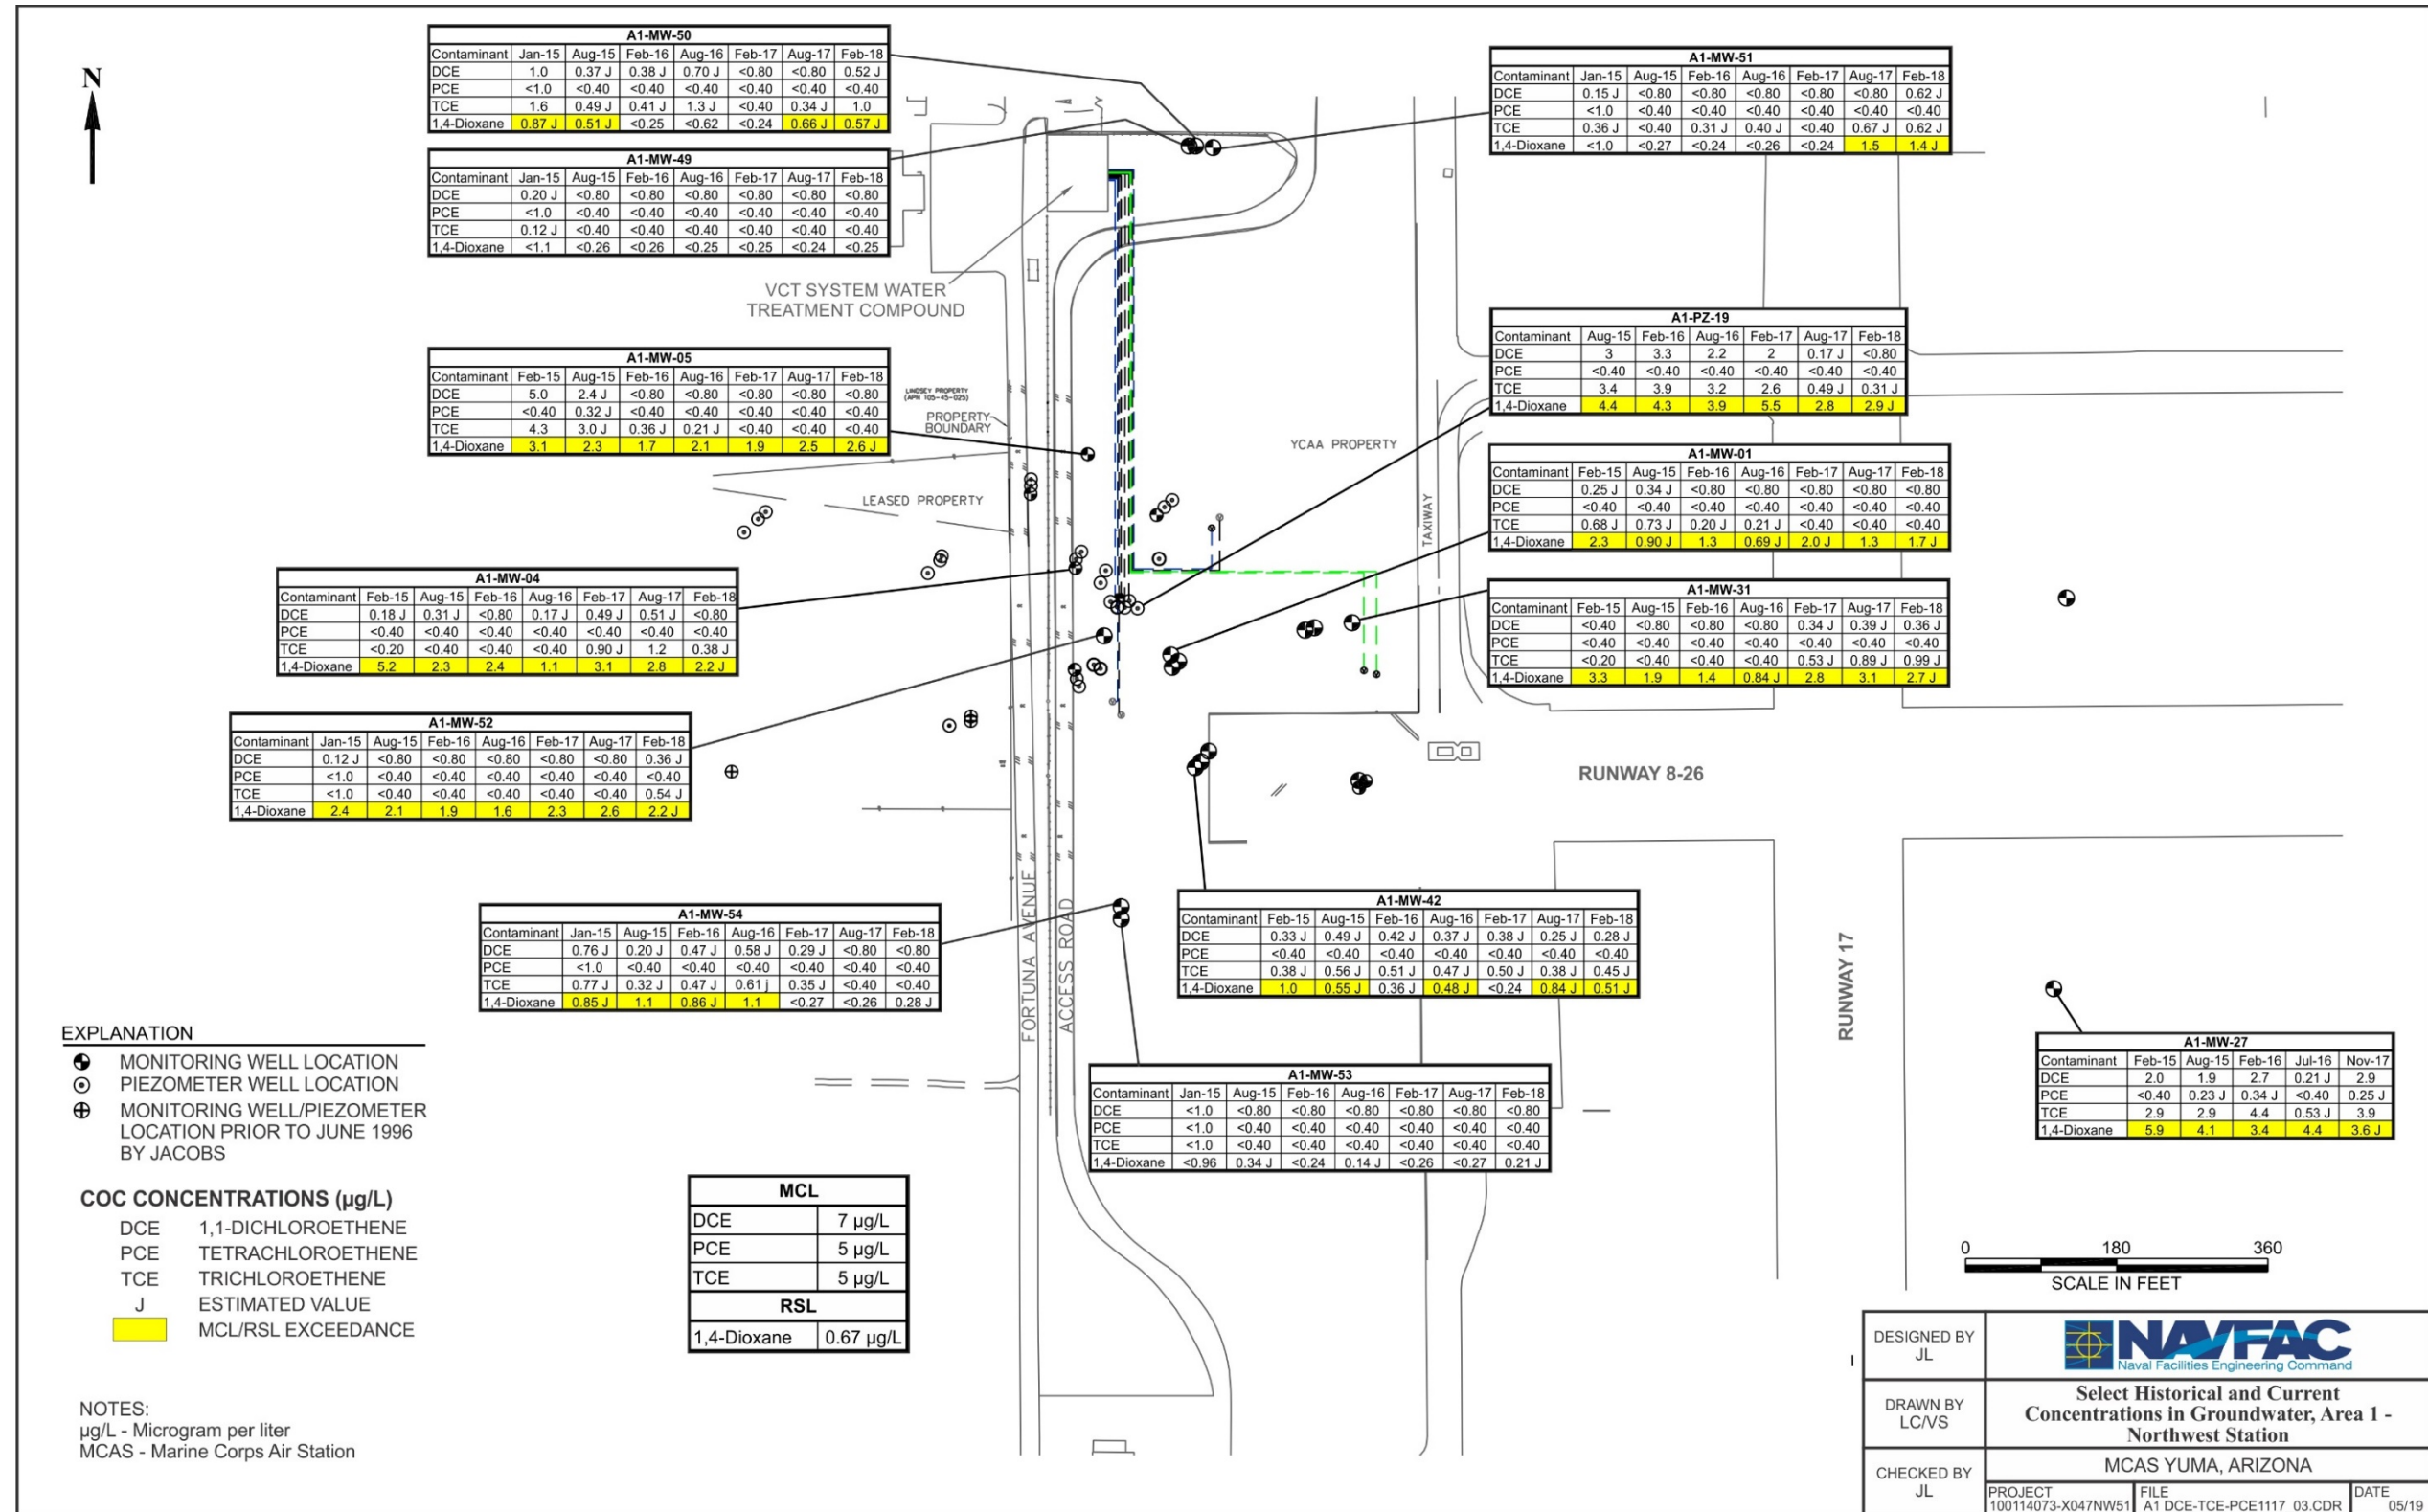 N
A1-MW-50
Contaminant Jan-15 Aug-15 Feb-16 Aug-16 Feb-17 Aug-17 Feb-18
DCE 1.0 0.37 J 0.38 J 0.70 J <0.80 <0.80 0.52 J
PCE <1.0 <0.40 <0.40 <0.40 <0.40 <0.40 <0.40
TCE 1.6 0.49 J 0.41 J 1.3 J <0.40 0.34 J 1.0
1,4-Dioxane 0.87 J 0.51 J <0.25 <0.62 <0.24 0.66 J 0.57 J
A1-MW-51
Contaminant Jan-15 Aug-15 Feb-16 Aug-16 Feb-17 Aug-17 Feb-18
DCE 0.15 J <0.80 <0.80 <0.80 <0.80 <0.80 0.62 J
PCE <1.0 <0.40 <0.40 <0.40 <0.40 <0.40 <0.40
TCE 0.36 J <0.40 0.31 J 0.40 J <0.40 0.67 J 0.62 J
1,4-Dioxane <1.0 <0.27 <0.24 <0.26 <0.24 1.5 1.4 J
A1-MW-49
Contaminant Jan-15 Aug-15 Feb-16 Aug-16 Feb-17 Aug-17 Feb-18
DCE 0.20 J <0.80 <0.80 <0.80 <0.80 <0.80 <0.80
PCE <1.0 <0.40 <0.40 <0.40 <0.40 <0.40 <0.40
TCE 0.12 J <0.40 <0.40 <0.40 <0.40 <0.40 <0.40
1,4-Dioxane <1.1 <0.26 <0.26 <0.25 <0.25 <0.24 <0.25
VCT SYSTEM WATER
TREATMENT COMPOUND
A1-PZ-19
Contaminant Aug-15 Feb-16 Aug-16 Feb-17 Aug-17 Feb-18
DCE 3 3.3 2.2 2 0.17 J <0.80
PCE <0.40 <0.40 <0.40 <0.40 <0.40 <0.40
TCE 3.4 3.9 3.2 2.6 0.49 J 0.31 J
1,4-Dioxane 4.4 4.3 3.9 5.5 2.8 2.9 J
A1-MW-05
Contaminant Feb-15 Aug-15 Feb-16 Aug-16 Feb-17 Aug-17 Feb-18
DCE 5.0 2.4 J <0.80 <0.80 <0.80 <0.80 <0.80
PCE <0.40 0.32 J <0.40 <0.40 <0.40 <0.40 <0.40
TCE 4.3 3.0 J 0.36 J 0.21 J <0.40 <0.40 <0.40
1,4-Dioxane 3.1 2.3 1.7 2.1 1.9 2.5 2.6 J
LINDSEY PROPERTY
(APN 105-45-025)
PROPERTY
BOUNDARY
YCAA PROPERTY
LEASED PROPERTY
TAXIWAY
A1-MW-01
Contaminant Feb-15 Aug-15 Feb-16 Aug-16 Feb-17 Aug-17 Feb-18
DCE 0.25 J 0.34 J <0.80 <0.80 <0.80 <0.80 <0.80
PCE <0.40 <0.40 <0.40 <0.40 <0.40 <0.40 <0.40
TCE 0.68 J 0.73 J 0.20 J 0.21 J <0.40 <0.40 <0.40
1,4-Dioxane 2.3 0.90 J 1.3 0.69 J 2.0 J 1.3 1.7 J
A1-MW-04
Contaminant Feb-15 Aug-15 Feb-16 Aug-16 Feb-17 Aug-17 Feb-18
DCE 0.18 J 0.31 J <0.80 0.17 J 0.49 J 0.51 J <0.80
PCE <0.40 <0.40 <0.40 <0.40 <0.40 <0.40 <0.40
TCE <0.20 <0.40 <0.40 <0.40 0.90 J 1.2 0.38 J
1,4-Dioxane 5.2 2.3 2.4 1.1 3.1 2.8 2.2 J
A1-MW-31
Contaminant Feb-15 Aug-15 Feb-16 Aug-16 Feb-17 Aug-17 Feb-18
DCE <0.40 <0.80 <0.80 <0.80 0.34 J 0.39 J 0.36 J
PCE <0.40 <0.40 <0.40 <0.40 <0.40 <0.40 <0.40
TCE <0.20 <0.40 <0.40 <0.40 0.53 J 0.89 J 0.99 J
1,4-Dioxane 3.3 1.9 1.4 0.84 J 2.8 3.1 2.7 J
A1-MW-52
Contaminant Jan-15 Aug-15 Feb-16 Aug-16 Feb-17 Aug-17 Feb-18
DCE 0.12 J <0.80 <0.80 <0.80 <0.80 <0.80 0.36 J
PCE <1.0 <0.40 <0.40 <0.40 <0.40 <0.40 <0.40
TCE <1.0 <0.40 <0.40 <0.40 <0.40 <0.40 0.54 J
1,4-Dioxane 2.4 2.1 1.9 1.6 2.3 2.6 2.2 J
RUNWAY 8-26
A1-MW-54
Contaminant Jan-15 Aug-15 Feb-16 Aug-16 Feb-17 Aug-17 Feb-18
DCE 0.76 J 0.20 J 0.47 J 0.58 J 0.29 J <0.80 <0.80
PCE <1.0 <0.40 <0.40 <0.40 <0.40 <0.40 <0.40
TCE 0.77 J 0.32 J 0.47 J 0.61 j 0.35 J <0.40 <0.40
1,4-Dioxane 0.85 J 1.1 0.86 J 1.1 <0.27 <0.26 0.28 J
FORTUNA AVENUE
ACCESS ROAD
A1-MW-42
Contaminant Feb-15 Aug-15 Feb-16 Aug-16 Feb-17 Aug-17 Feb-18
DCE 0.33 J 0.49 J 0.42 J 0.37 J 0.38 J 0.25 J 0.28 J
PCE <0.40 <0.40 <0.40 <0.40 <0.40 <0.40 <0.40
TCE 0.38 J 0.56 J 0.51 J 0.47 J 0.50 J 0.38 J 0.45 J
1,4-Dioxane 1.0 0.55 J 0.36 J 0.48 J <0.24 0.84 J 0.51 J
RUNWAY 17
A1-MW-53
Contaminant Jan-15 Aug-15 Feb-16 Aug-16 Feb-17 Aug-17 Feb-18
DCE <1.0 <0.80 <0.80 <0.80 <0.80 <0.80 <0.80
PCE <1.0 <0.40 <0.40 <0.40 <0.40 <0.40 <0.40
TCE <1.0 <0.40 <0.40 <0.40 <0.40 <0.40 <0.40
1,4-Dioxane <0.96 0.34 J <0.24 0.14 J <0.26 <0.27 0.21 J
A1-MW-27
Contaminant Feb-15 Aug-15 Feb-16 Jul-16 Nov-17
DCE 2.0 1.9 2.7 0.21 J 2.9
PCE <0.40 0.23 J 0.34 J <0.40 0.25 J
TCE 2.9 2.9 4.4 0.53 J 3.9
1,4-Dioxane 5.9 4.1 3.4 4.4 3.6 J
EXPLANATION
MONITORING WELL LOCATION
PIEZOMETER WELL LOCATION
MONITORING WELL/PIEZOMETER
LOCATION PRIOR TO JUNE 1996
BY JACOBS
COC CONCENTRATIONS (µg/L)
DCE 1,1-DICHLOROETHENE
PCE TETRACHLOROETHENE
TCE TRICHLOROETHENE
J ESTIMATED VALUE
MCL/RSL EXCEEDANCE
NOTES:
µg/L - Microgram per liter
MCAS - Marine Corps Air Station
MCL
DCE 7 µg/L
PCE 5 µg/L
TCE 5 µg/L
RSL
1,4-Dioxane 0.67 µg/L
0 180 360
SCALE IN FEET
DESIGNED BY
JL
NAVFAC
Naval Facilities Engineering Command
DRAWN BY
LC/VS
Select Historical and Current
Concentrations in Groundwater, Area 1 -
Northwest Station
CHECKED BY
JL
MCAS YUMA, ARIZONA
PROJECT
100114073-X047NW51
FILE
A1 DCE-TCE-PCE1117_03.CDR
DATE
05/19